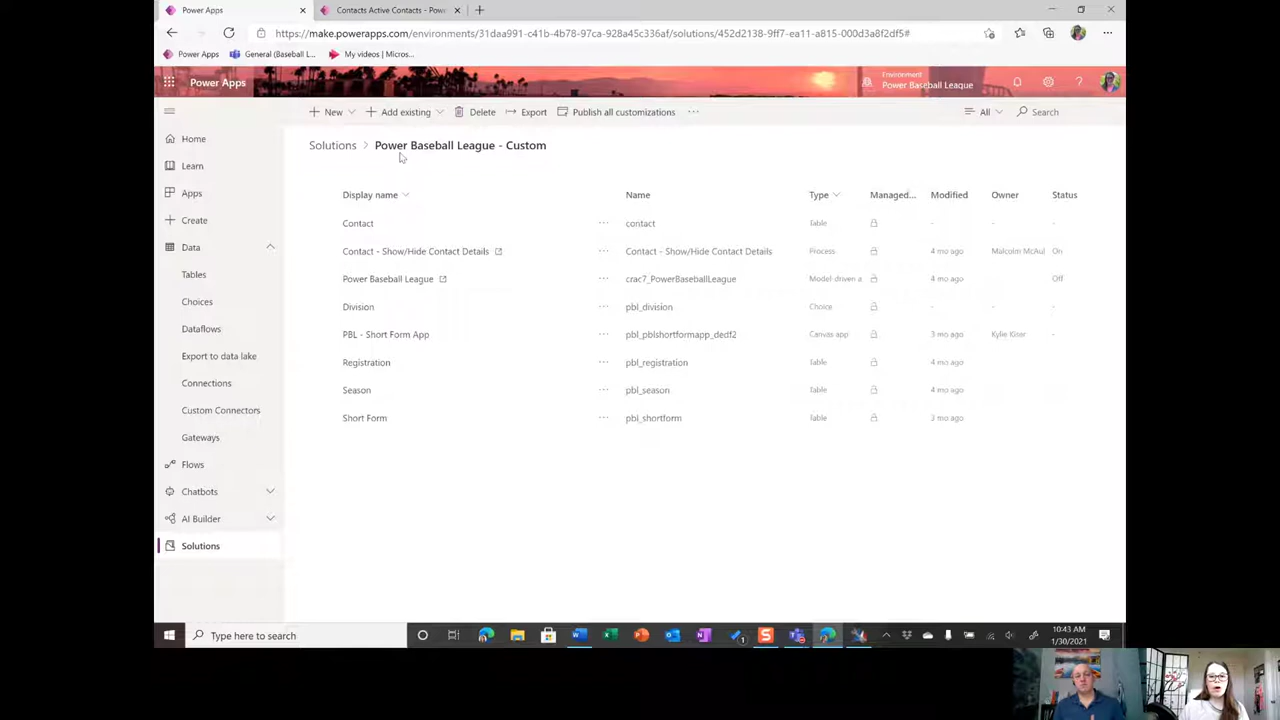 Power Apps
Contacts Active Contacts - Power
https://make.powerapps.com/environments/31daa991-c41b-4b78-97ca-928a45c336af/solutions/452d2138-9ff7-ea11-a815-000d3a8f2df5#
Power Apps
General (Baseball L...
My videos | Micros...
Power Apps
Environment
Power Baseball League
New
Add existing
Delete
Export
Publish all customizations
All
Search
Home
Learn
Apps
Create
Data
Tables
Choices
Dataflows
Export to data lake
Connections
Custom Connectors
Gateways
Flows
Chatbots
AI Builder
Solutions
Solutions > Power Baseball League - Custom
Display name Name Type Managed... Modified Owner Status
Contact ... contact Table - - -
Contact - Show/Hide Contact Details ... Contact - Show/Hide Contact Details Process 4 mo ago Malcolm McAul On
Power Baseball League ... crac7_PowerBaseballLeague Model-driven a 4 mo ago Off
Division ... pbl_division Choice - - -
PBL - Short Form App ... pbl_pblshortformapp_dedf2 Canvas app 3 mo ago Kylie Kiser -
Registration ... pbl_registration Table 4 mo ago
Season ... pbl_season Table 4 mo ago
Short Form ... pbl_shortform Table 3 mo ago
Type here to search
10:43 AM
1/30/2021